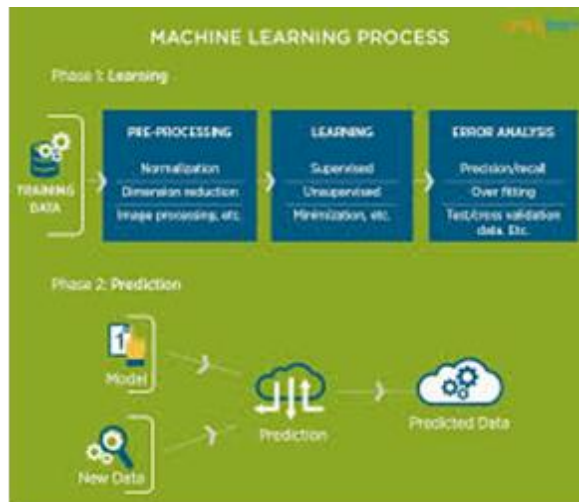 MACHINE LEARNING PROCESS
Phase 1: Learning
TRAINING
DATA
PRE-PROCESSING
Normalization
Dimension reduction
Image processing, etc.
LEARNING
Supervised
Unsupervised
Minimization, etc.
ERROR ANALYSIS
Precision/recall
Over fitting
Test/cross validation
data. Etc.
Phase 2: Prediction
Model
New Data
Prediction
Predicted Data